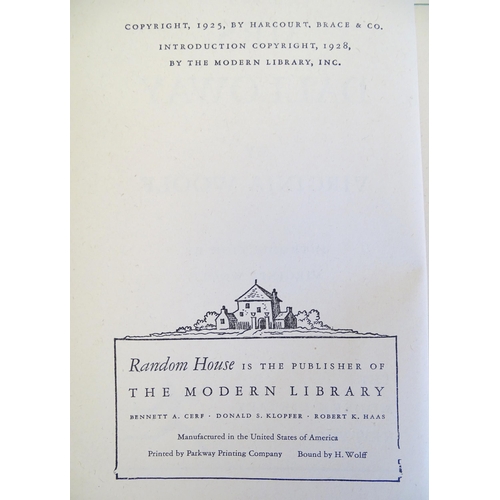 COPYRIGHT, 1925, BY HARCOURT, BRACE & CO.
INTRODUCTION COPYRIGHT, 1928,
BY THE MODERN LIBRARY, INC.
Random House IS THE PUBLISHER OF
THE MODERN LIBRARY
BENNETT A. CERF · DONALD S. KLOPFER · ROBERT K. HAAS
Manufactured in the United States of America
Printed by Parkway Printing Company Bound by H. Wolff